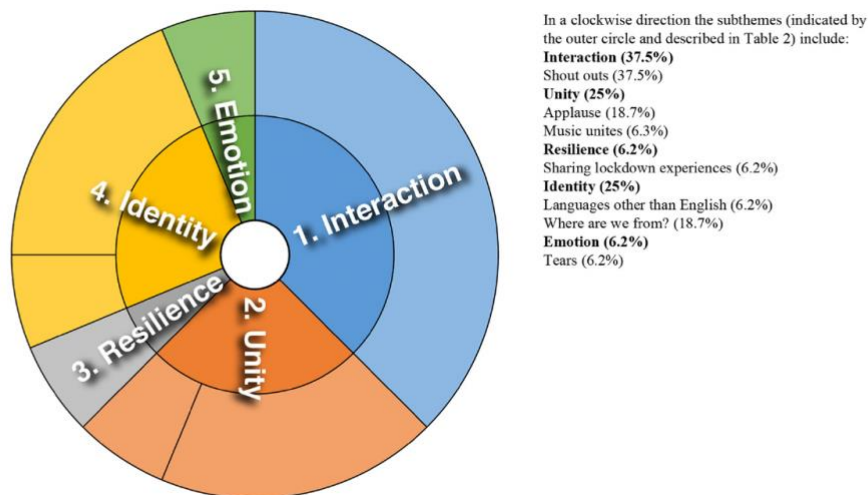 1. Interaction
2. Unity
3. Resilience
4. Identity
5. Emotion
In a clockwise direction the subthemes (indicated by
the outer circle and described in Table 2) include:
Interaction (37.5%)
Shout outs (37.5%)
Unity (25%)
Applause (18.7%)
Music unites (6.3%)
Resilience (6.2%)
Sharing lockdown experiences (6.2%)
Identity (25%)
Languages other than English (6.2%)
Where are we from? (18.7%)
Emotion (6.2%)
Tears (6.2%)